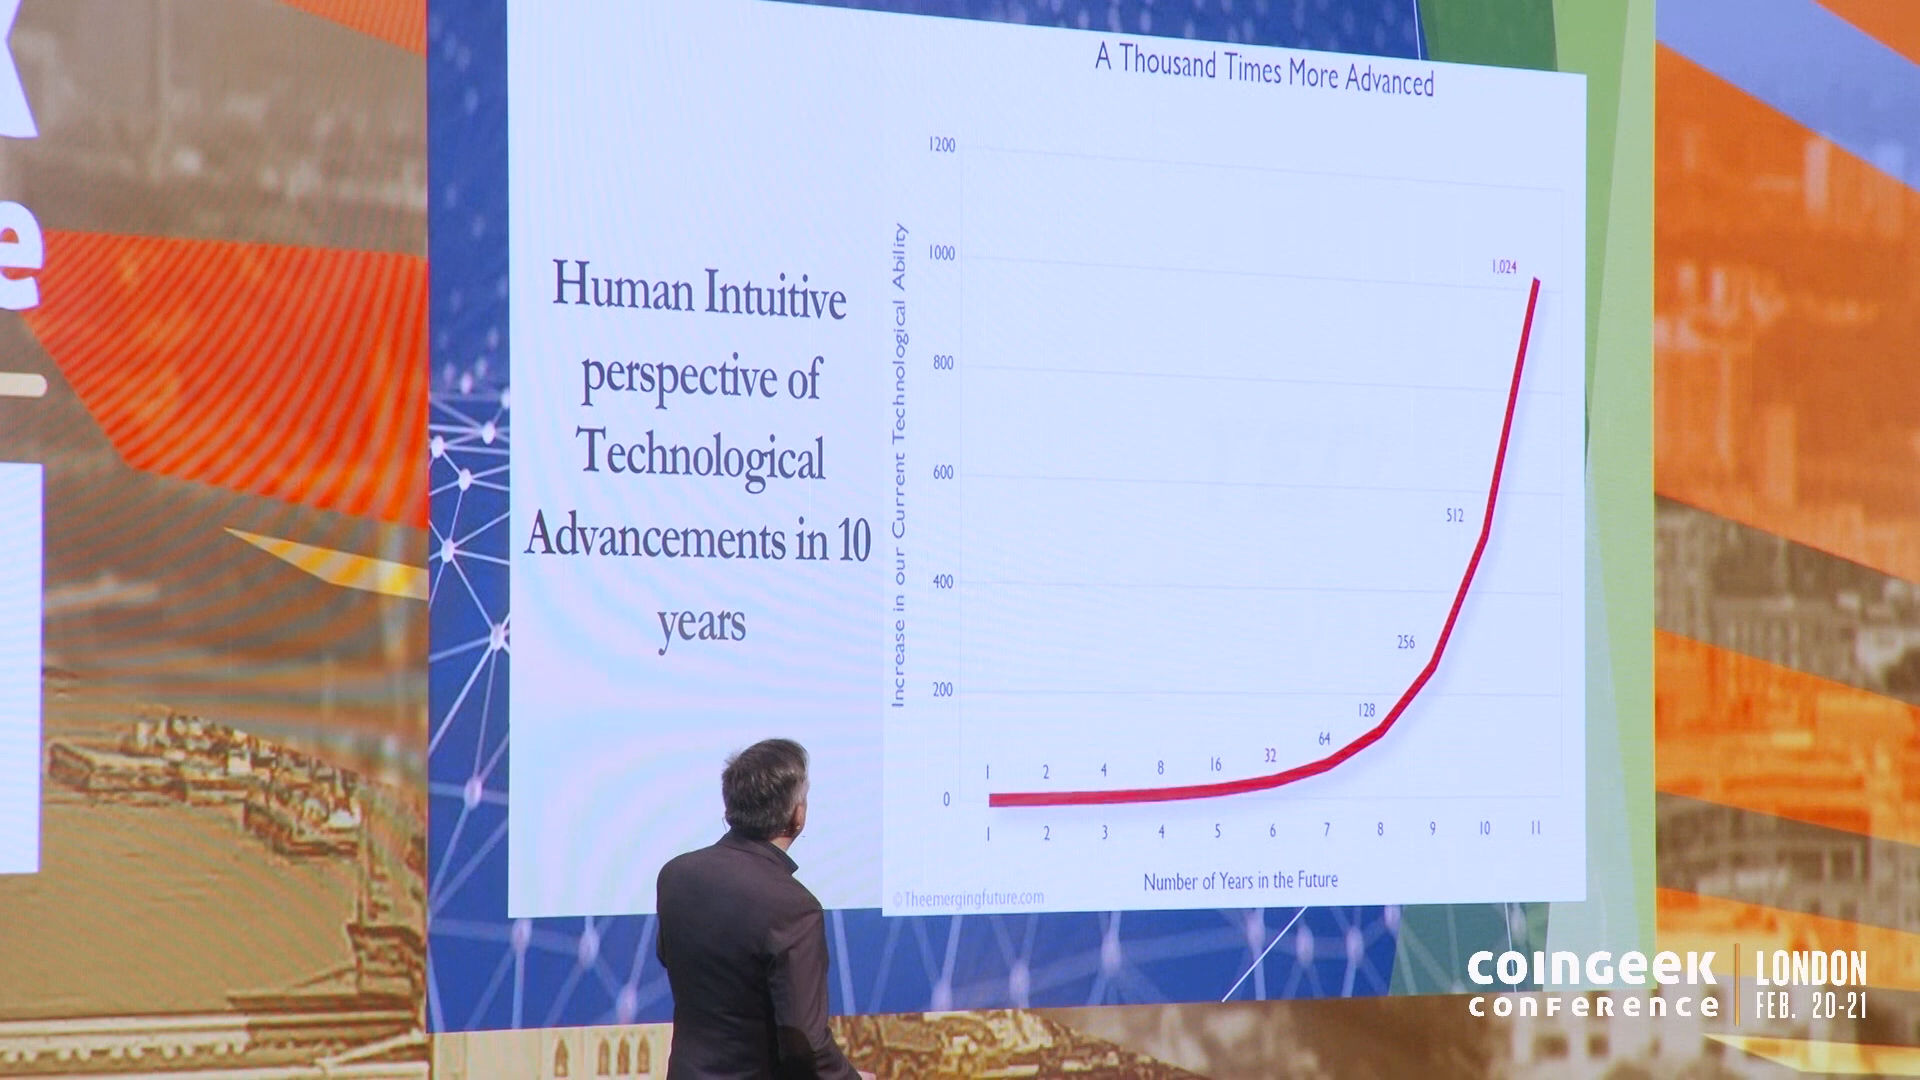 e
Human Intuitive
perspective of
Technological
Advancements in 10
years
A Thousand Times More Advanced
Increase in our Current Technological Ability
1200
1000
800
600
400
200
0
1 2 4 8 16 32 64 128 256 512 1,024
1 2 3 4 5 6 7 8 9 10 11
Number of Years in the Future
©Theemergingfuture.com
COINGEEK
CONFERENCE
LONDON
FEB. 20-21